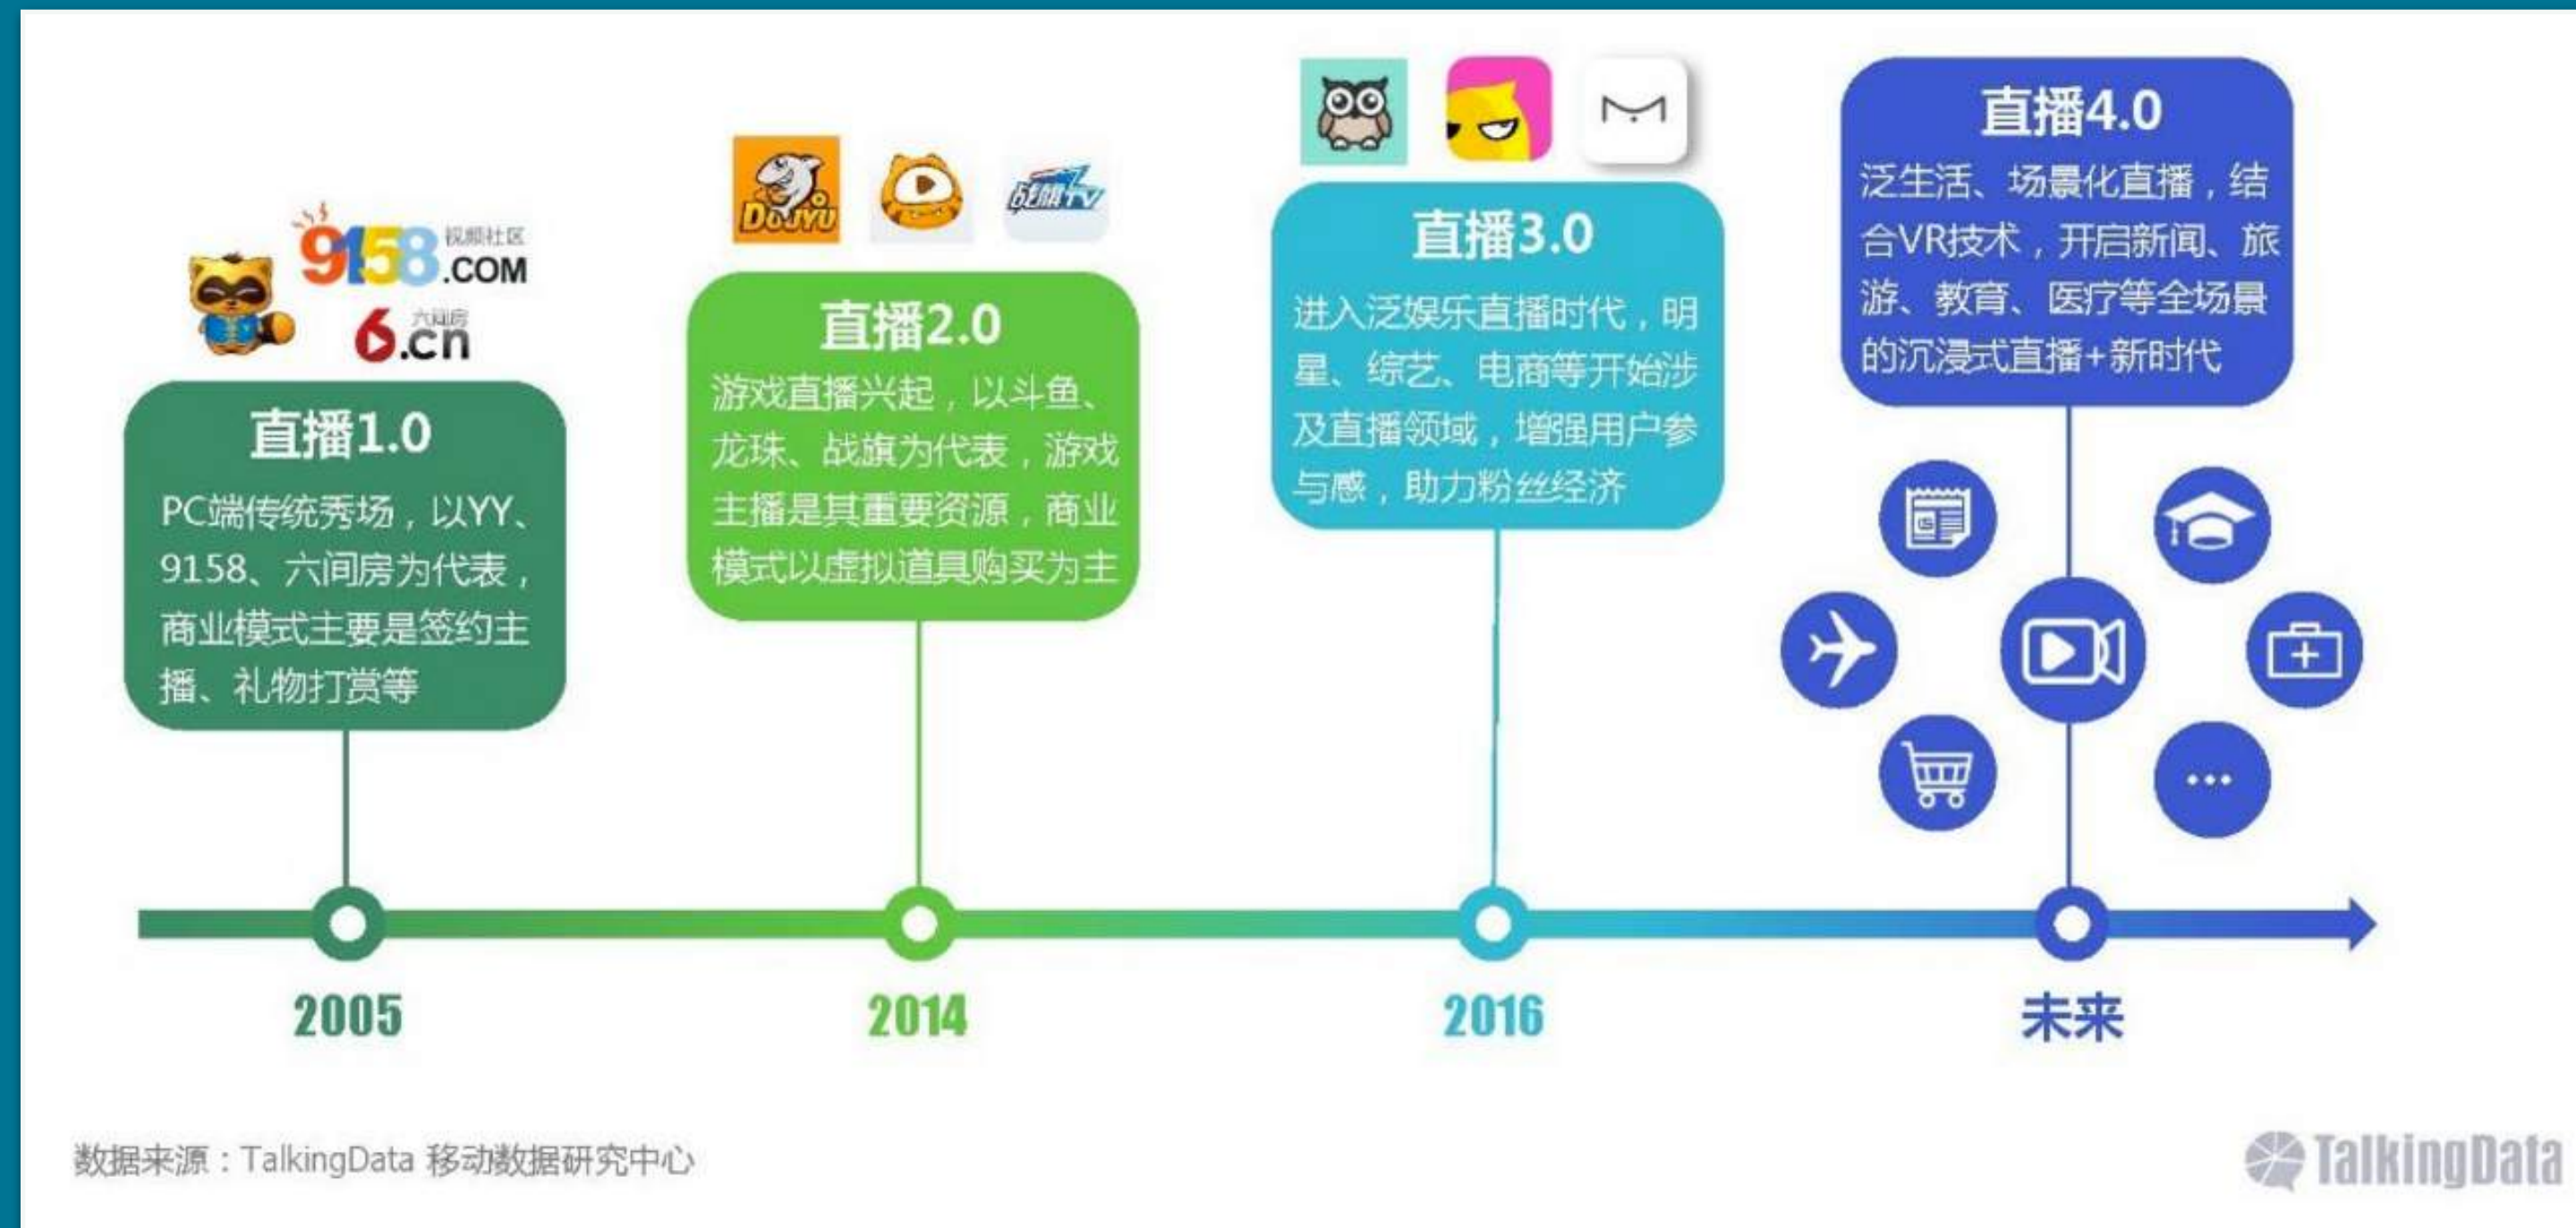 9158 视频社区
.COM
六间房
6.cn
直播1.0
PC端传统秀场，以YY、
9158、六间房为代表，
商业模式主要是签约主
播、礼物打赏等
DOUYU
战旗TV
直播2.0
游戏直播兴起，以斗鱼、
龙珠、战旗为代表，游戏
主播是其重要资源，商业
模式以虚拟道具购买为主
直播3.0
进入泛娱乐直播时代，明
星、综艺、电商等开始涉
及直播领域，增强用户参
与感，助力粉丝经济
直播4.0
泛生活、场景化直播，结
合VR技术，开启新闻、旅
游、教育、医疗等全场景
的沉浸式直播+新时代
2005
2014
2016
未来
数据来源：TalkingData 移动数据研究中心
TalkingData